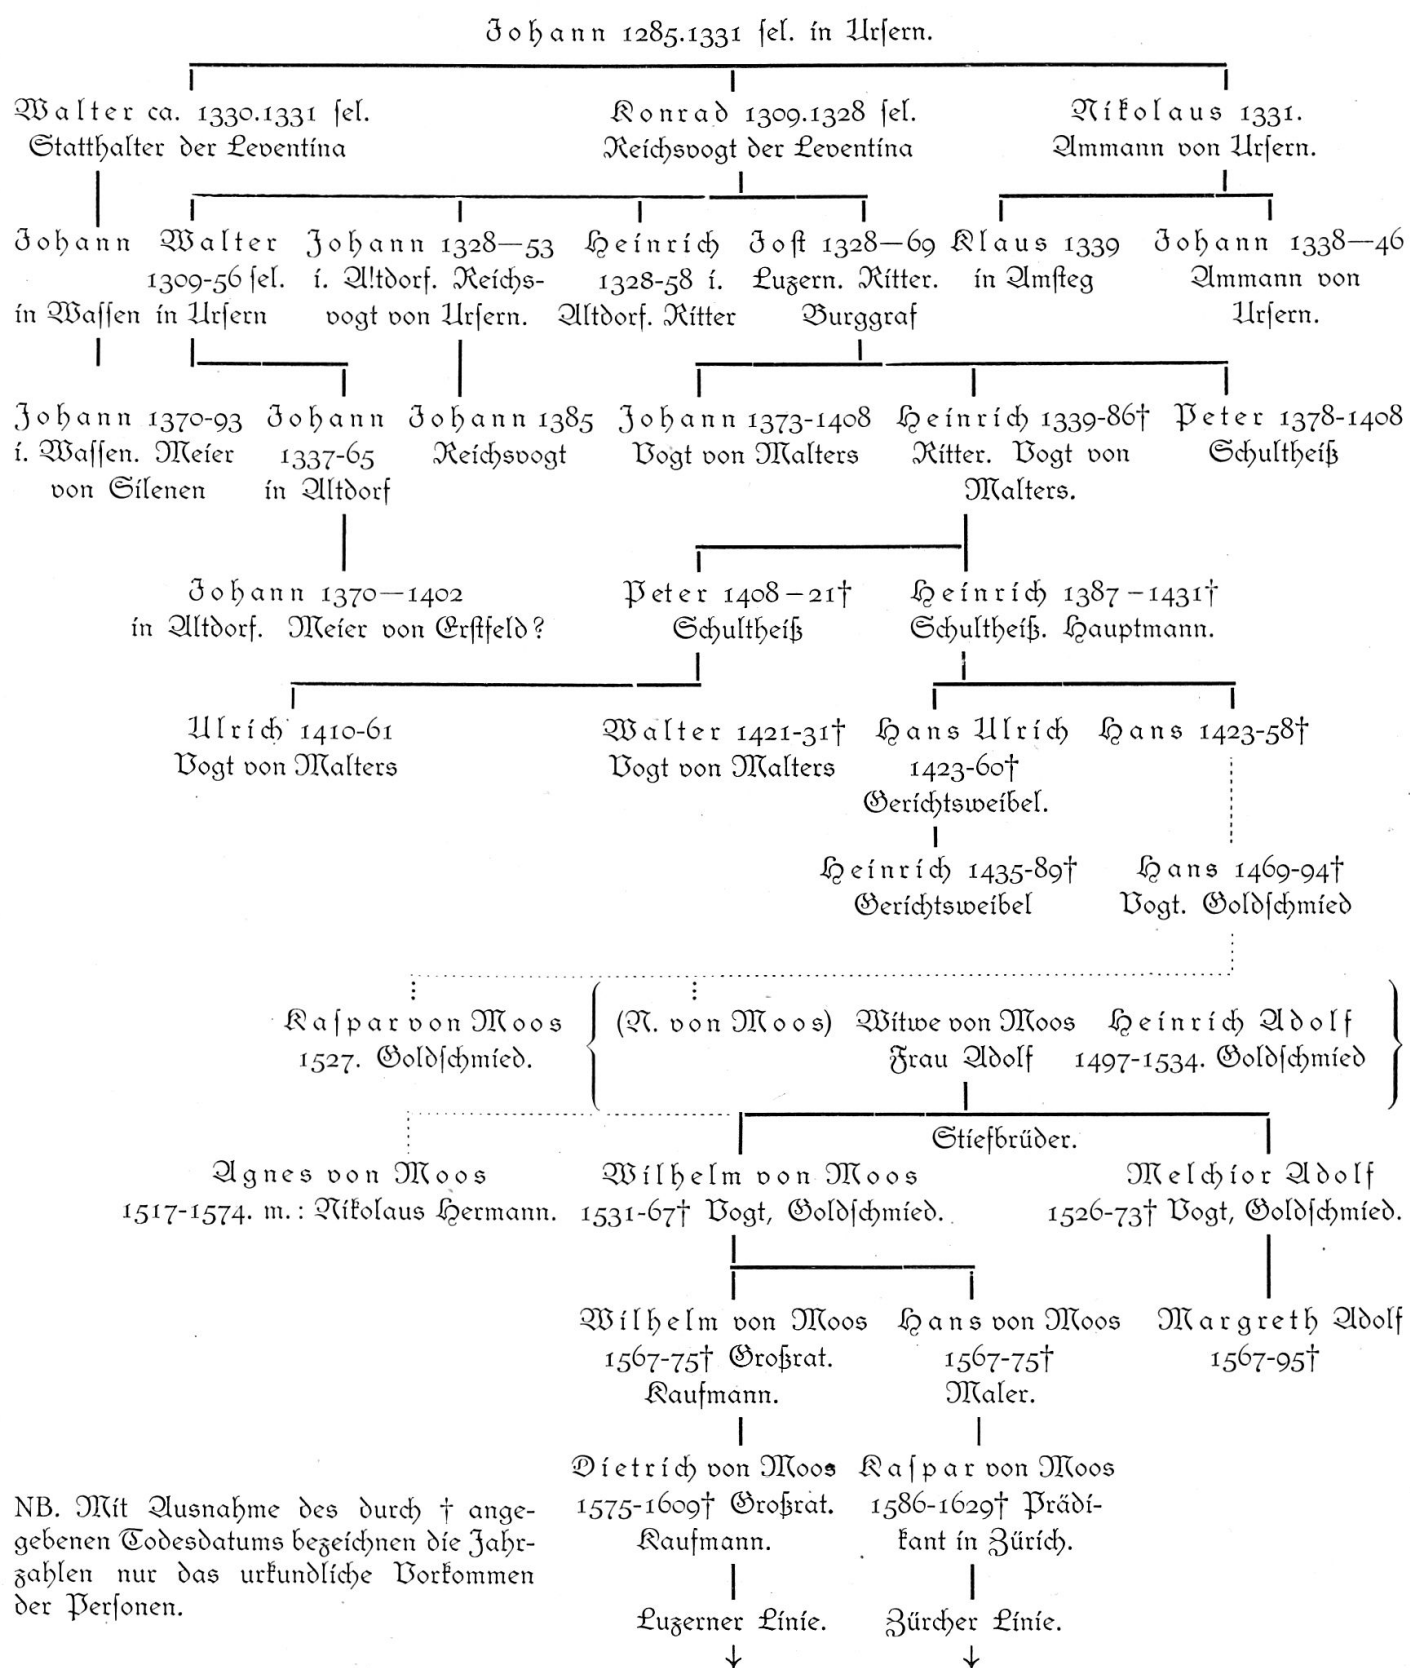 Johann 1285.1331 sel. in Ursern.
Walter ca. 1330.1331 sel.
Statthalter der Leventina
Konrad 1309.1328 sel.
Reichsvogt der Leventina
Nikolaus 1331.
Ammann von Ursern.
Johann
in Wassen
Walter
1309-56 sel.
in Ursern
Johann 1328—53
i. Altdorf. Reichs-
vogt von Ursern.
Heinrich
1328-58 i.
Altdorf. Ritter
Jost 1328—69
Luzern. Ritter.
Burggraf
Klaus 1339
in Amsteg
Johann 1338—46
Ammann von
Ursern.
Johann 1370-93
i. Wassen. Meier
von Silenen
Johann
1337-65
in Altdorf
Johann 1385
Reichsvogt
Johann 1373-1408
Vogt von Malters
Heinrich 1339-86†
Ritter. Vogt von
Malters.
Peter 1378-1408
Schultheiß
Johann 1370—1402
in Altdorf. Meier von Erstfeld?
Peter 1408–21†
Schultheiß
Heinrich 1387–1431†
Schultheiß. Hauptmann.
Ulrich 1410-61
Vogt von Malters
Walter 1421-31†
Vogt von Malters
Hans Ulrich
1423-60†
Gerichtsweibel.
Hans 1423-58†
Heinrich 1435-89†
Gerichtsweibel
Hans 1469-94†
Vogt. Goldschmied
Kaspar von Moos
1527. Goldschmied.
(N. von Moos)
Witwe von Moos
Frau Adolf
Heinrich Adolf
1497-1534. Goldschmied
Stiefbrüder.
Agnes von Moos
1517-1574. m.: Nikolaus Hermann.
Wilhelm von Moos
1531-67† Vogt, Goldschmied.
Melchior Adolf
1526-73† Vogt, Goldschmied.
Wilhelm von Moos
1567-75† Großrat.
Kaufmann.
Hans von Moos
1567-75†
Maler.
Margreth Adolf
1567-95†
Dietrich von Moos
1575-1609† Großrat.
Kaufmann.
Kaspar von Moos
1586-1629† Prädi-
kant in Zürich.
NB. Mit Ausnahme des durch † ange-
gebenen Todesdatums bezeichnen die Jahr-
zahlen nur das urkundliche Vorkommen
der Personen.
Luzerner Linie.
Zürcher Linie.